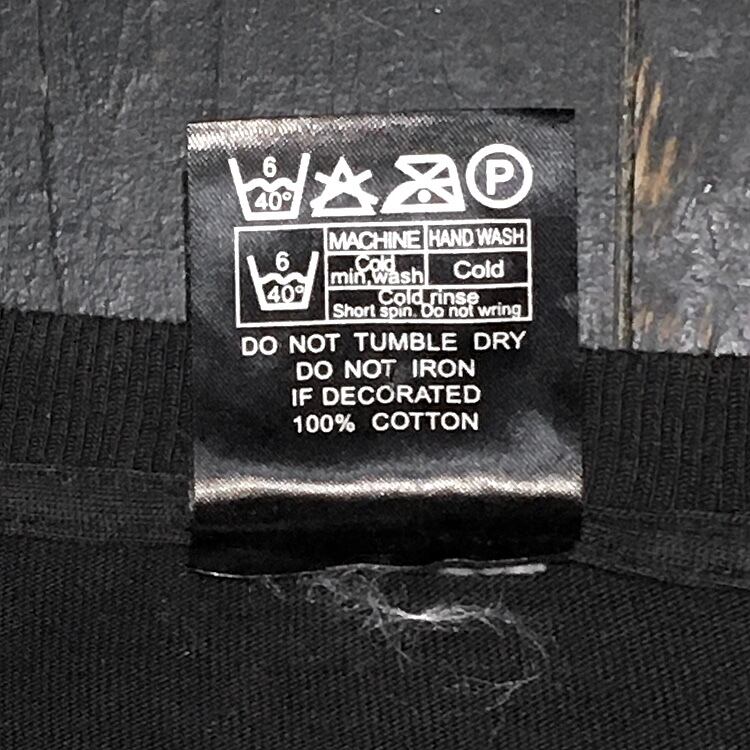 6 40° P
6 40°
MACHINE HAND WASH
Cold min,wash Cold
Cold rinse
Short spin. Do not wring
DO NOT TUMBLE DRY
DO NOT IRON
IF DECORATED
100% COTTON